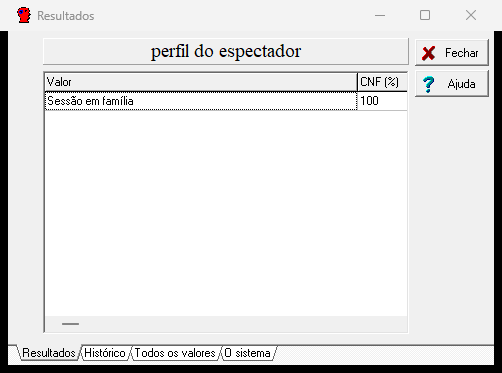 Resultados
perfil do espectador
Fechar
Ajuda
Valor CNF (%)
Sessão em família 100
Resultados Histórico Todos os valores O sistema